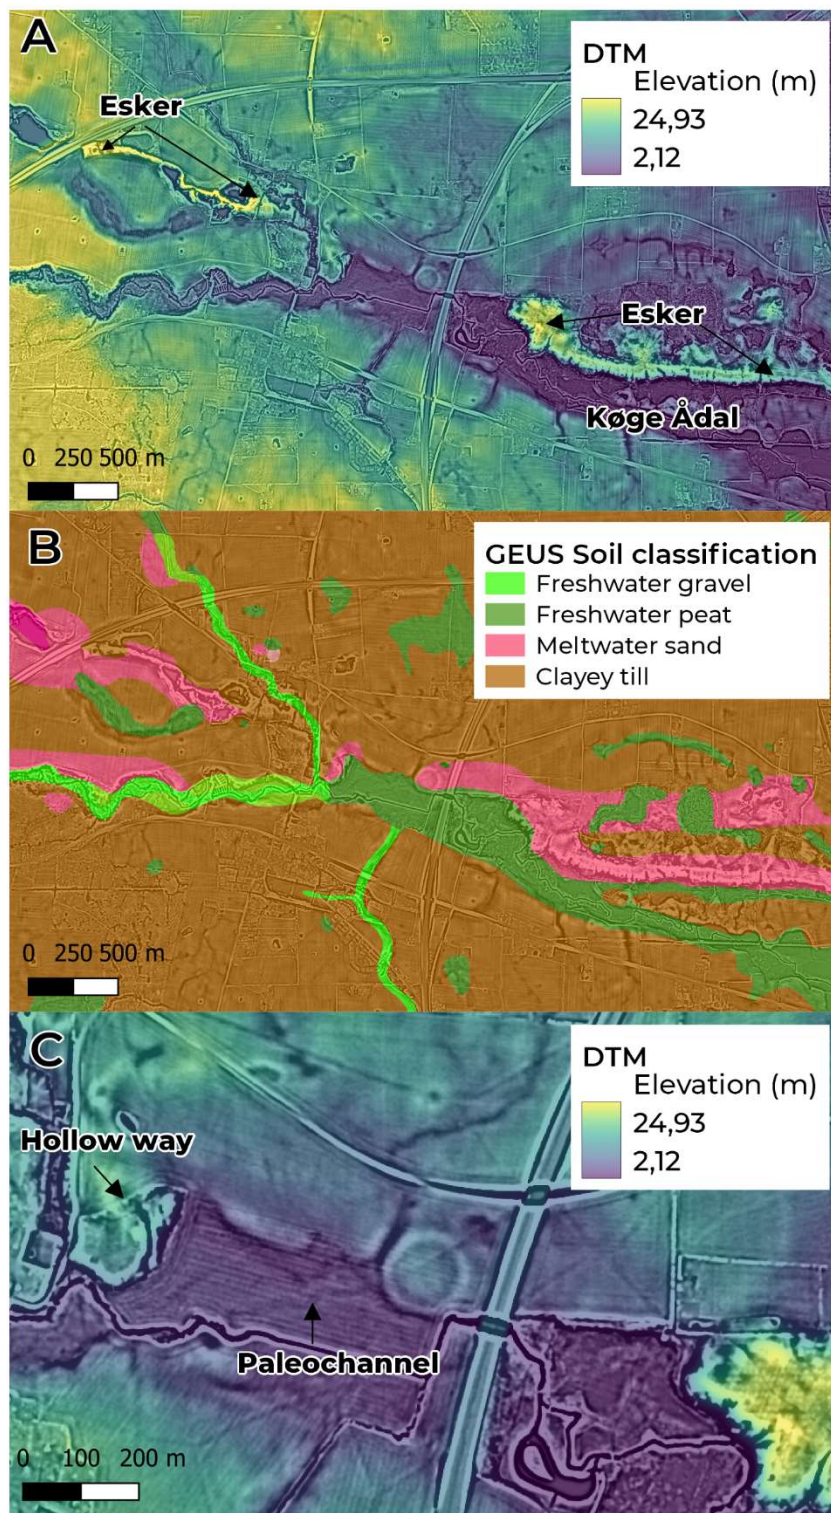 A
DTM
Elevation (m)
24,93
2,12
Esker
Esker
Køge Ådal
0 250 500 m
B
GEUS Soil classification
Freshwater gravel
Freshwater peat
Meltwater sand
Clayey till
0 250 500 m
C
DTM
Elevation (m)
24,93
2,12
Hollow way
Paleochannel
0 100 200 m